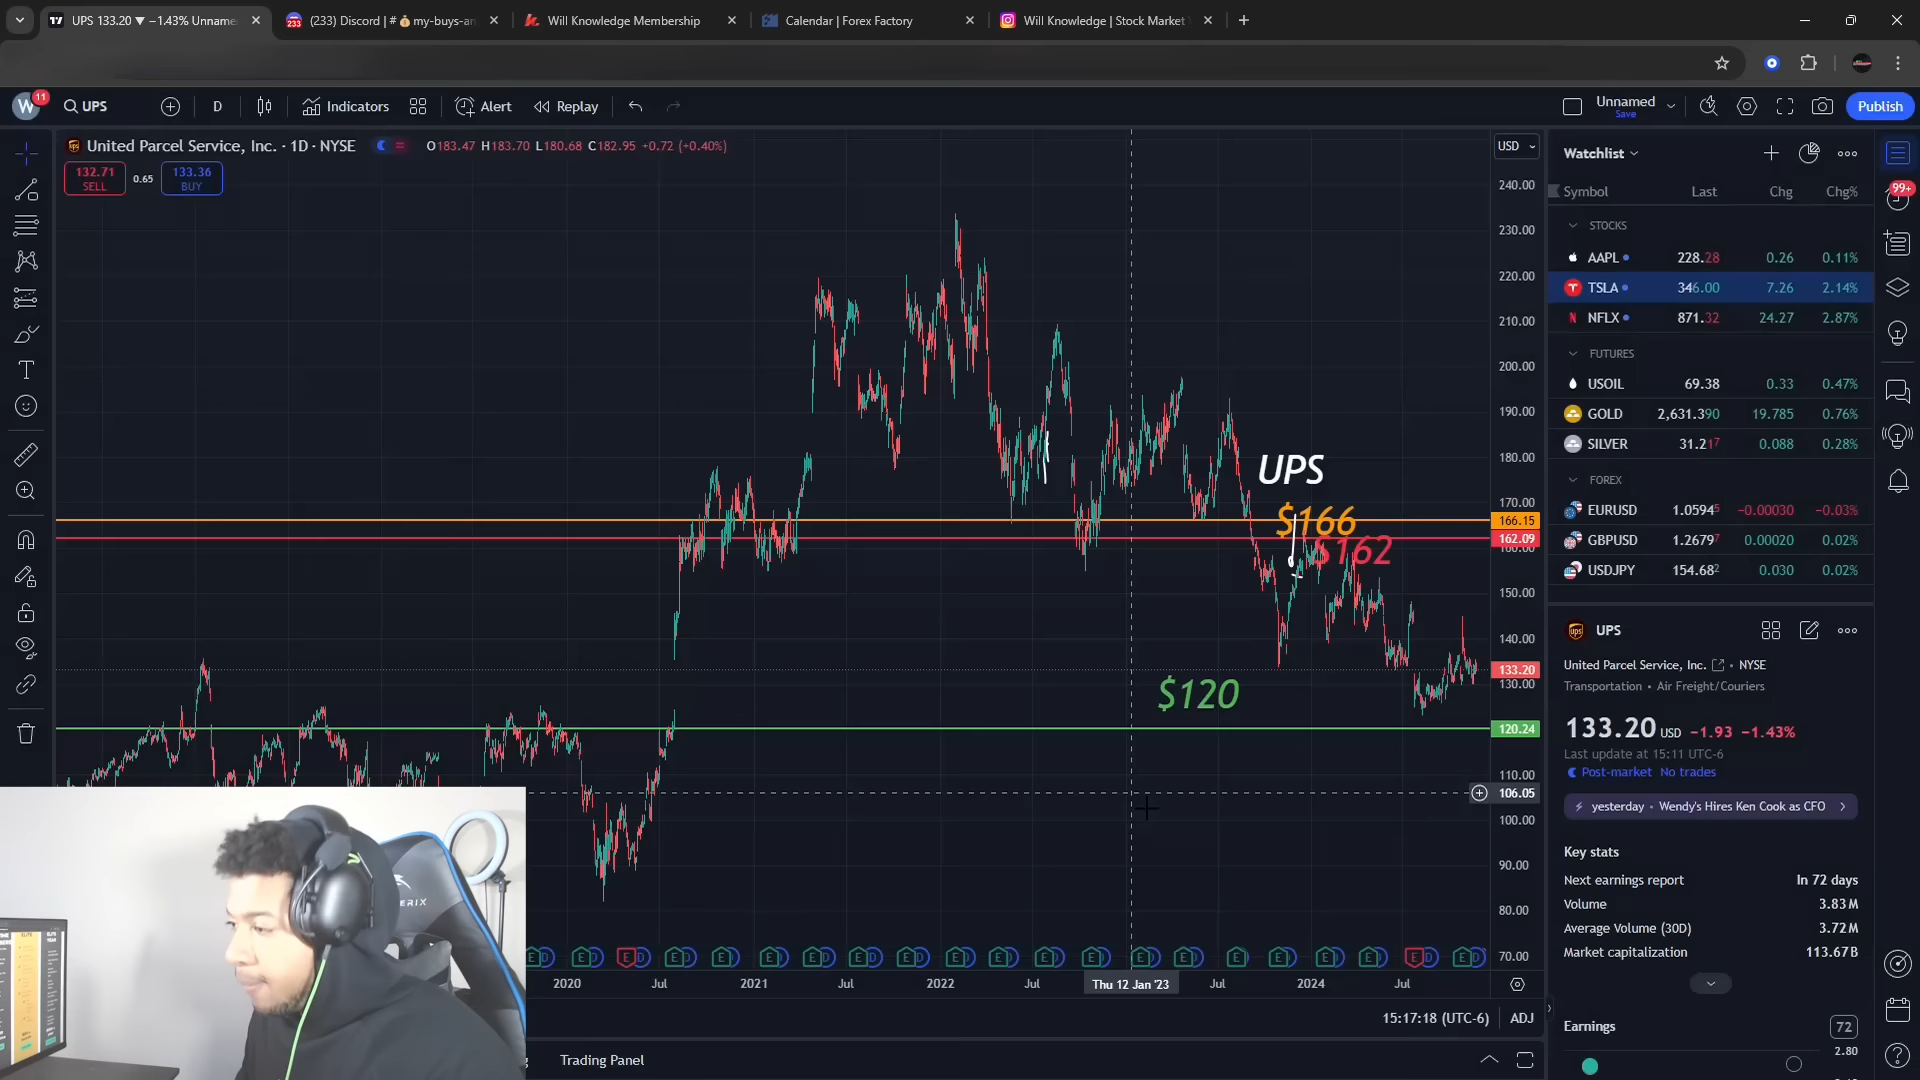 UPS 133.20 ▼ −1.43% Unname
(233) Discord | # 💰 my-buys-an
Will Knowledge Membership
Calendar | Forex Factory
Will Knowledge | Stock Market
W 11
UPS
D
Indicators
Alert
Replay
Unnamed
Save
Publish
United Parcel Service, Inc. · 1D · NYSE
O183.47 H183.70 L180.68 C182.95 +0.72 (+0.40%)
132.71
SELL
0.65
133.36
BUY
USD
240.00
230.00
220.00
210.00
200.00
190.00
180.00
170.00
166.15
162.09
160.00
150.00
140.00
133.20
130.00
120.24
110.00
106.05
100.00
90.00
80.00
70.00
UPS
$166
$162
$120
2020
Jul
2021
Jul
2022
Jul
Thu 12 Jan '23
Jul
2024
Jul
15:17:18 (UTC-6)
ADJ
Trading Panel
Watchlist
99+
Symbol Last Chg Chg%
STOCKS
AAPL 228.28 0.26 0.11%
TSLA 346.00 7.26 2.14%
NFLX 871.32 24.27 2.87%
FUTURES
USOIL 69.38 0.33 0.47%
GOLD 2,631.390 19.785 0.76%
SILVER 31.217 0.088 0.28%
FOREX
EURUSD 1.05945 −0.00030 −0.03%
GBPUSD 1.26797 0.00020 0.02%
USDJPY 154.682 0.030 0.02%
UPS
United Parcel Service, Inc. • NYSE
Transportation • Air Freight/Couriers
133.20 USD −1.93 −1.43%
Last update at 15:11 UTC-6
Post-market No trades
yesterday · Wendy's Hires Ken Cook as CFO
Key stats
Next earnings report In 72 days
Volume 3.83M
Average Volume (30D) 3.72M
Market capitalization 113.67B
Earnings 72
2.80